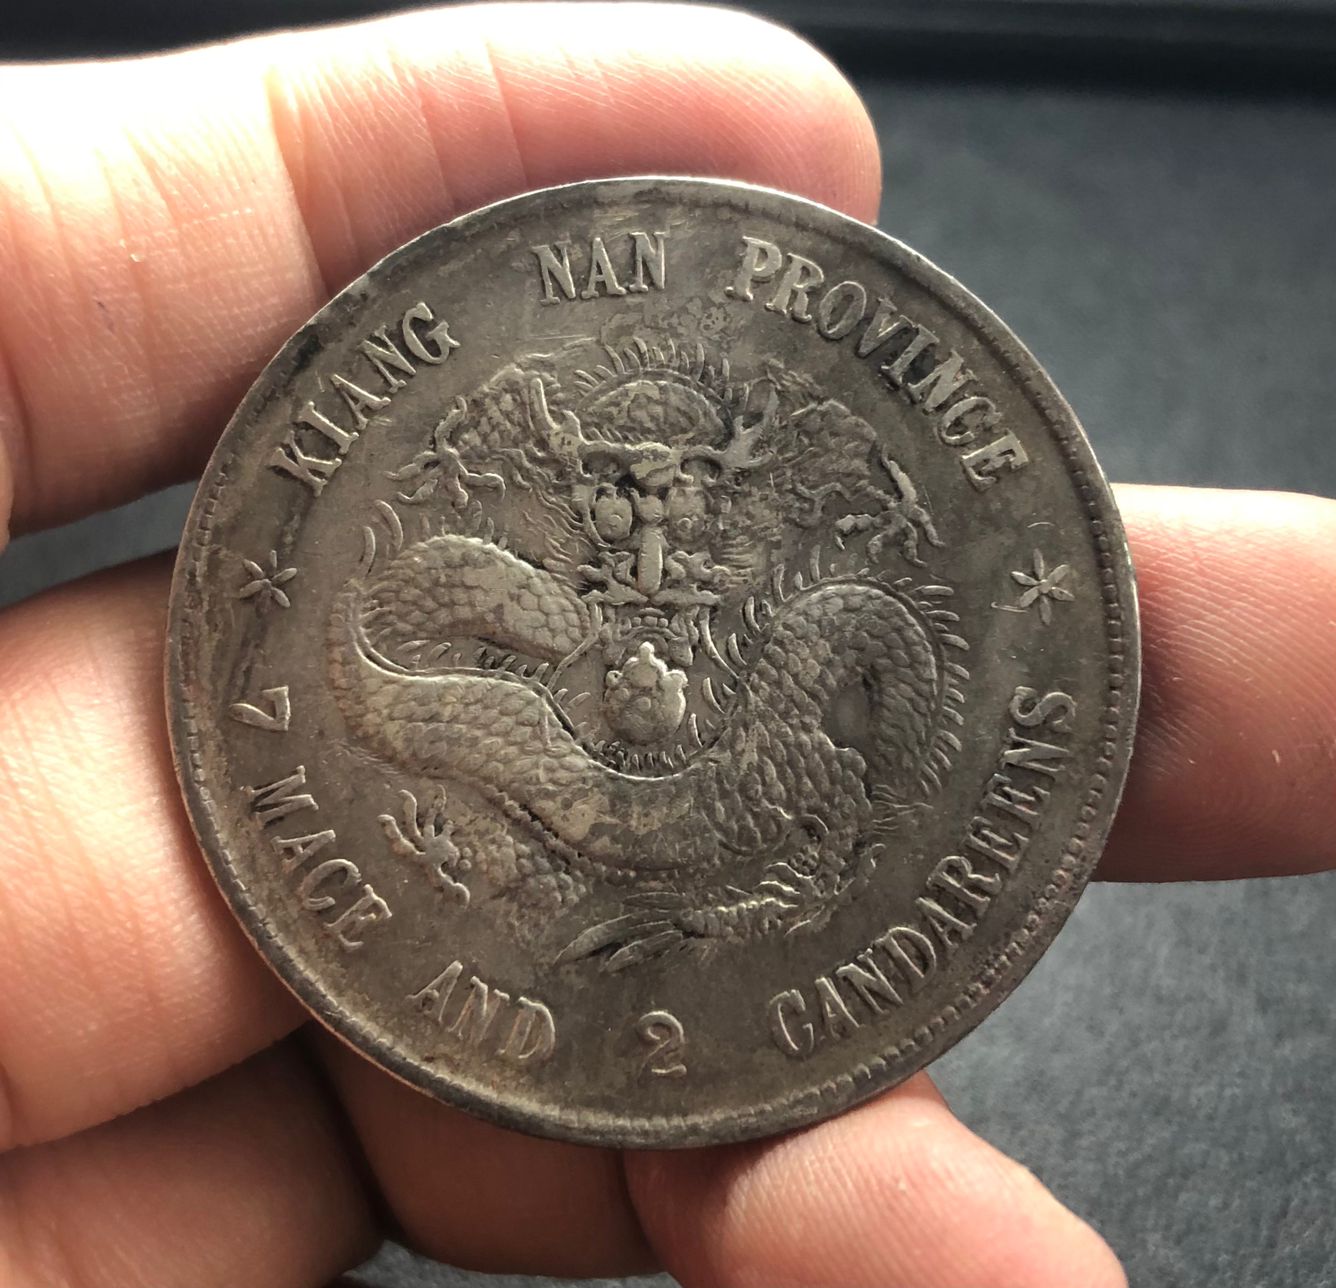 KIANG NAN PROVINCE
7 MACE AND 2 CANDAREENS